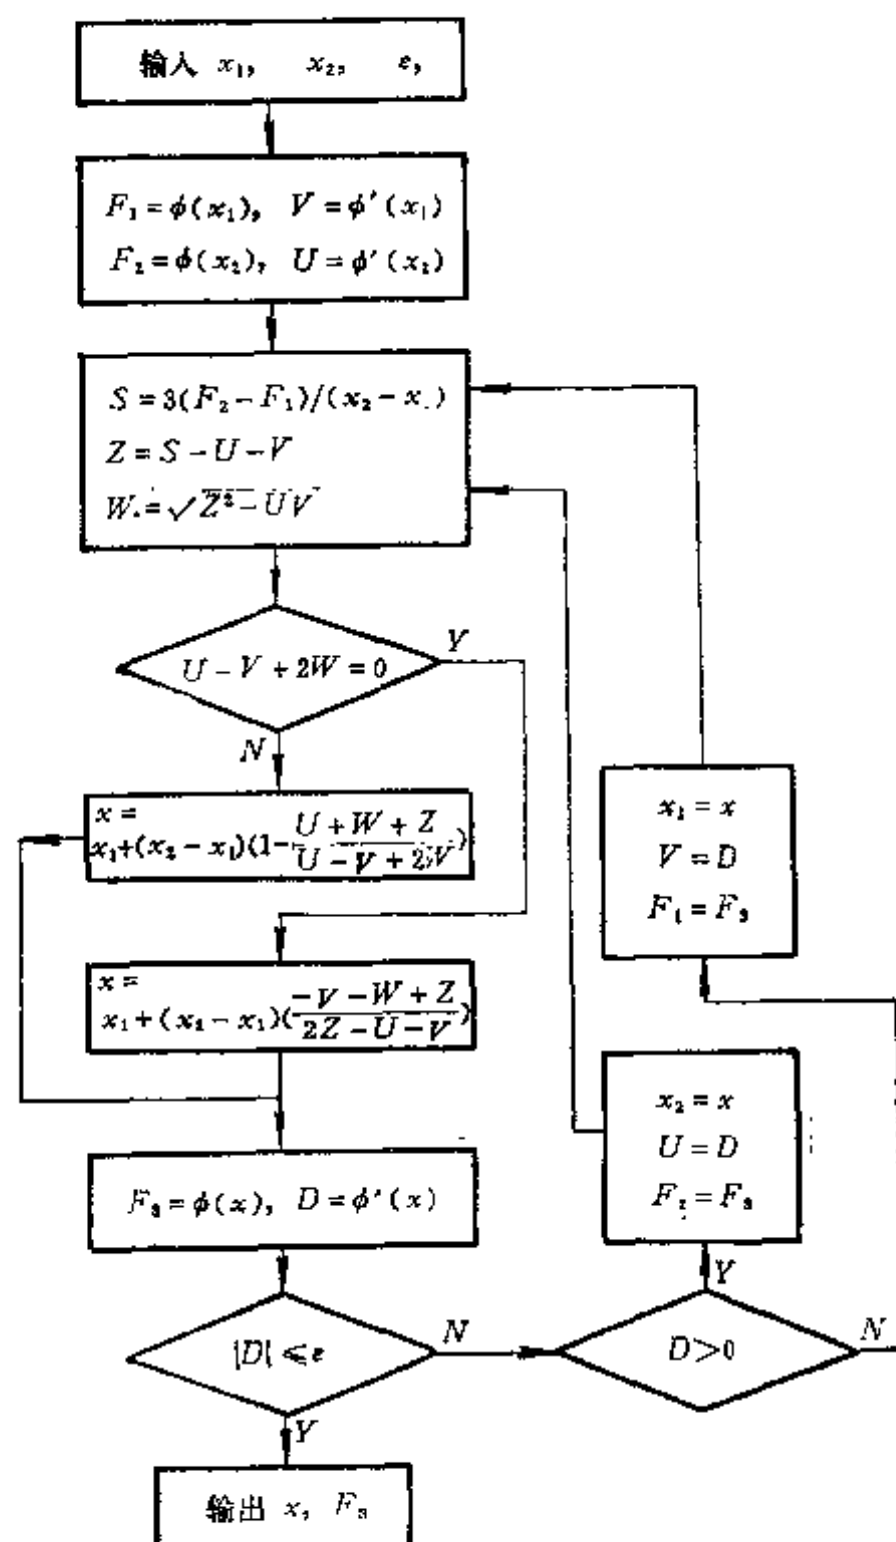 输入 x₁, x₂, e,
F₁=φ(x₁), V=φ′(x₁)
F₂=φ(x₂), U=φ′(x₂)
S=3(F₂-F₁)/(x₂-x )
Z=S-U-V
W=√Z²-UV
U-V+2W=0
Y
N
x=
x₁+(x₂-x₁)(1-(U+W+Z)/(U-V+2W))
x=
x₁+(x₂-x₁)((-V-W+Z)/(2Z-U-V))
F₃=φ(x), D=φ′(x)
|D|≤e
N
Y
输出 x, F₃
x₁=x
V=D
F₁=F₃
x₂=x
U=D
F₂=F₃
Y
D>0
N